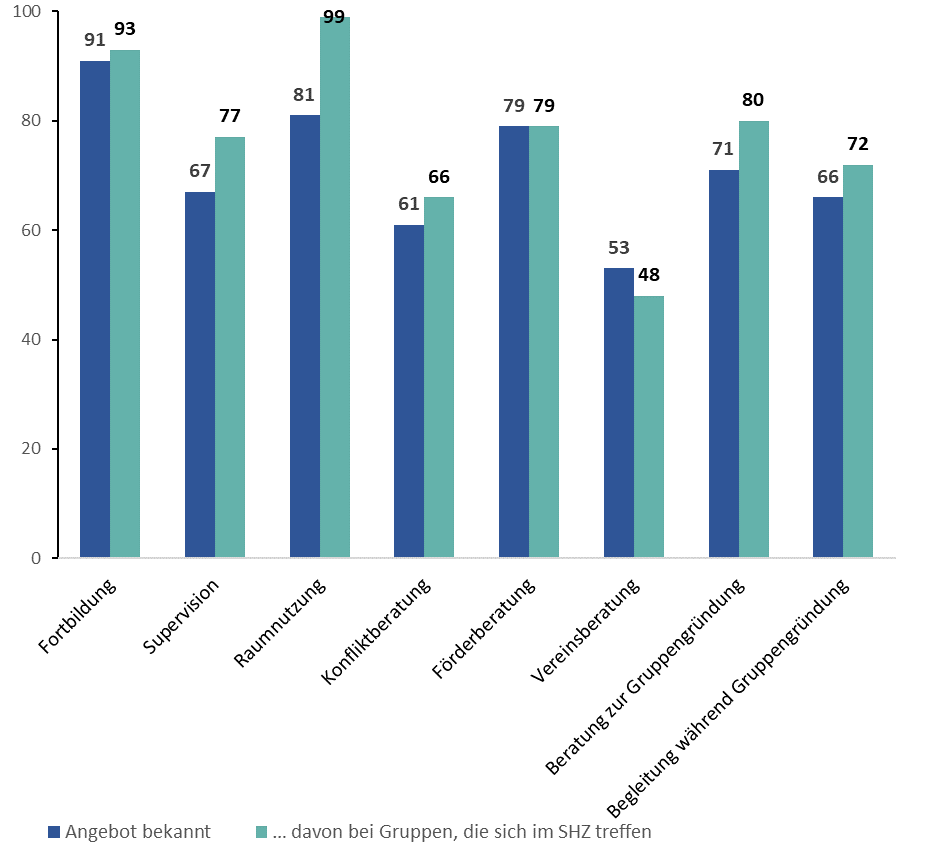 100
80
60
40
20
0
91 93
67 77
81 99
61 66
79 79
53 48
71 80
66 72
Fortbildung
Supervision
Raumnutzung
Konfliktberatung
Förderberatung
Vereinsberatung
Beratung zur Gruppengründung
Begleitung während Gruppengründung
Angebot bekannt
... davon bei Gruppen, die sich im SHZ treffen